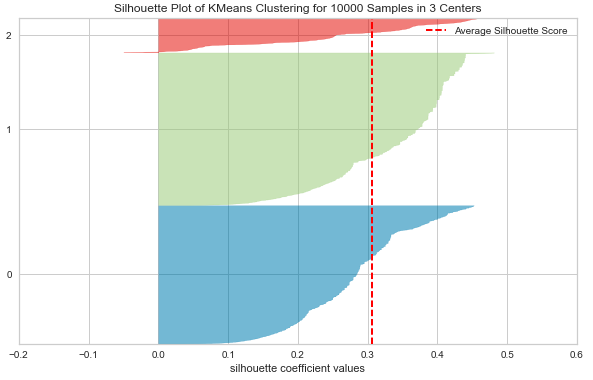 Silhouette Plot of KMeans Clustering for 10000 Samples in 3 Centers
Average Silhouette Score
2
1
0
-0.2 -0.1 0.0 0.1 0.2 0.3 0.4 0.5 0.6
silhouette coefficient values